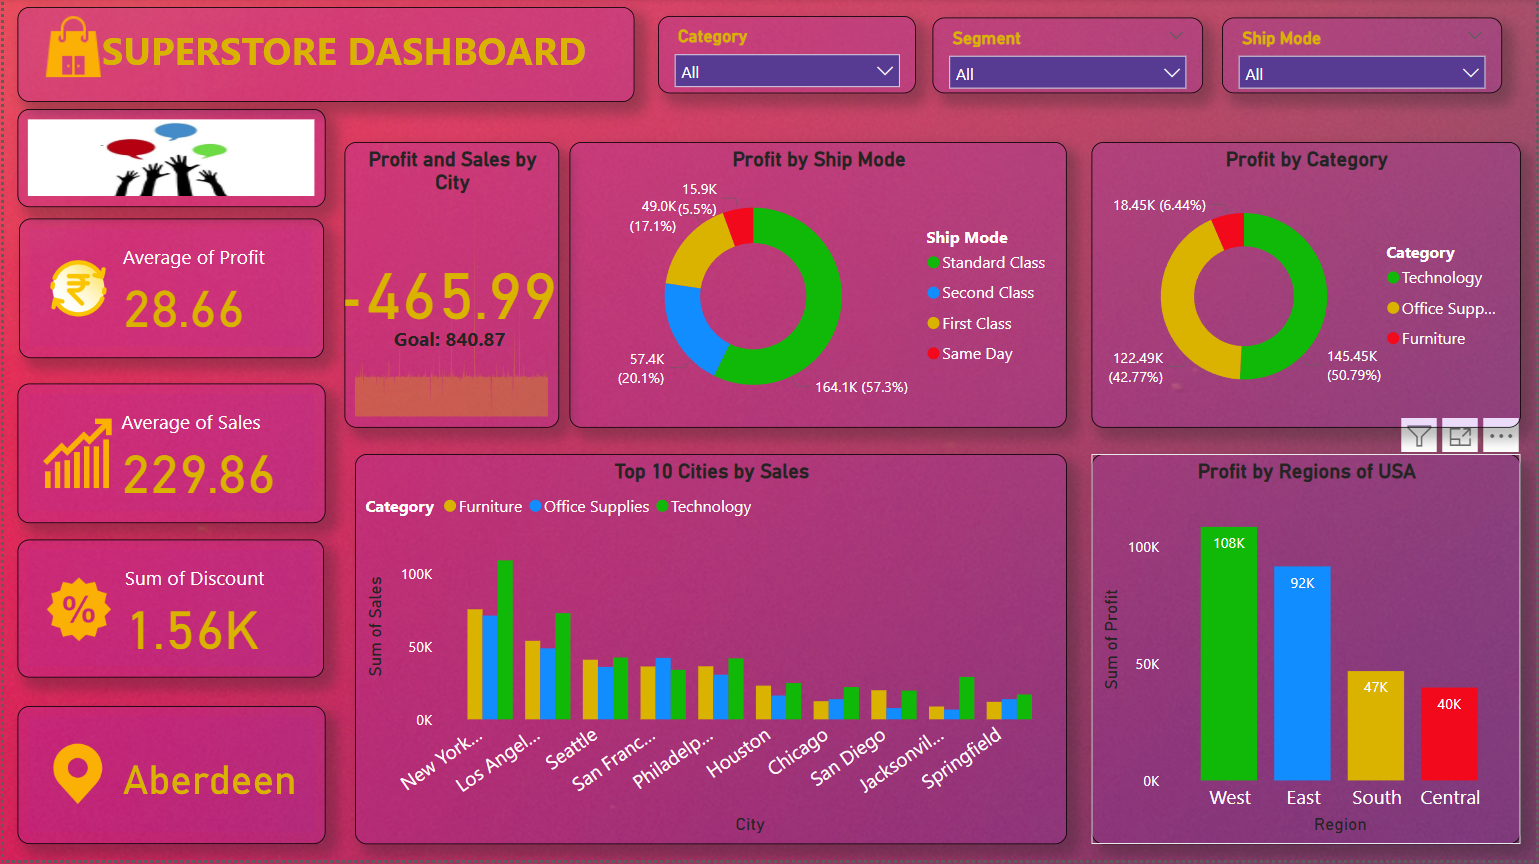 SUPERSTORE DASHBOARD
Category
All
Segment
All
Ship Mode
All
Average of Profit
28.66
Average of Sales
229.86
Sum of Discount
1.56K
Aberdeen
Profit and Sales by
City
-465.99
Goal: 840.87
Profit by Ship Mode
15.9K
(5.5%)
49.0K
(17.1%)
57.4K
(20.1%)
164.1K (57.3%)
Ship Mode
Standard Class
Second Class
First Class
Same Day
Profit by Category
18.45K (6.44%)
122.49K
(42.77%)
145.45K
(50.79%)
Category
Technology
Office Supp...
Furniture
Top 10 Cities by Sales
Category Furniture Office Supplies Technology
Sum of Sales
100K
50K
0K
New York...
Los Angel...
Seattle
San Franc...
Philadelp...
Houston
Chicago
San Diego
Jacksonvil...
Springfield
City
Profit by Regions of USA
Sum of Profit
100K
50K
0K
108K
92K
47K
40K
West
East
South
Central
Region